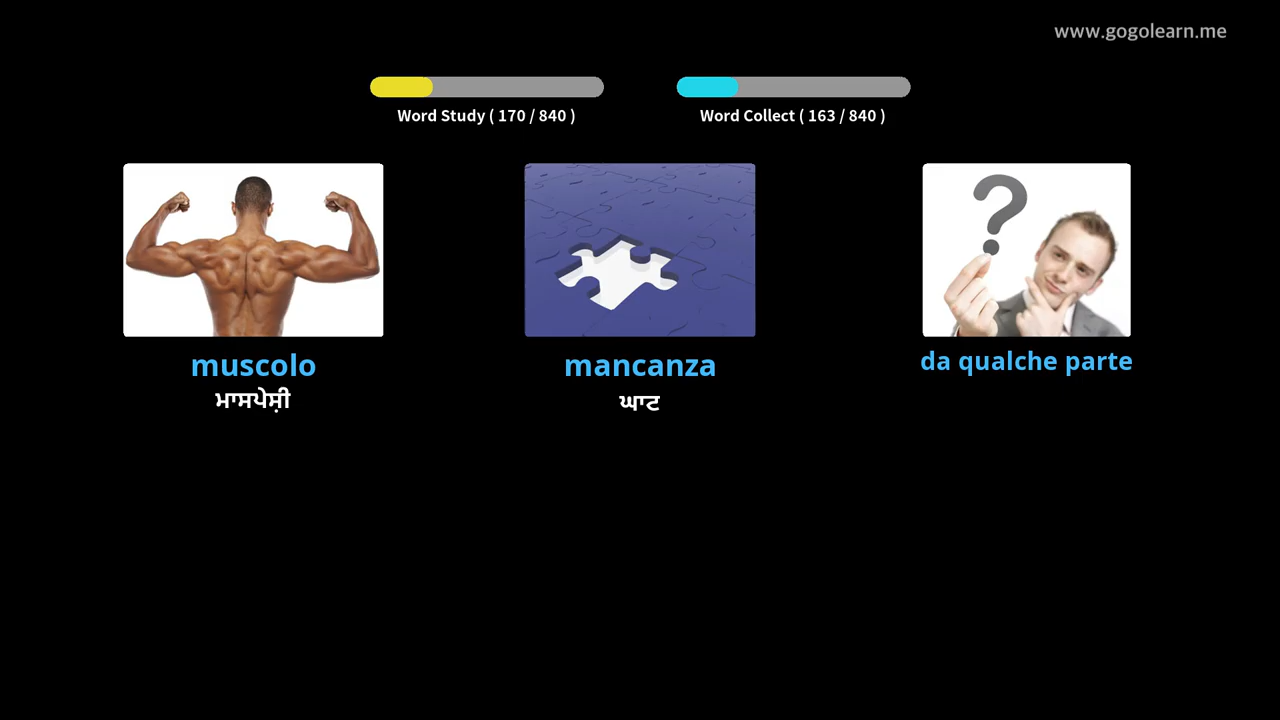 www.gogolearn.me
Word Study ( 170 / 840 )
Word Collect ( 163 / 840 )
muscolo
ਮਾਸਪੇਸ਼ੀ
mancanza
ਘਾਟ
da qualche parte